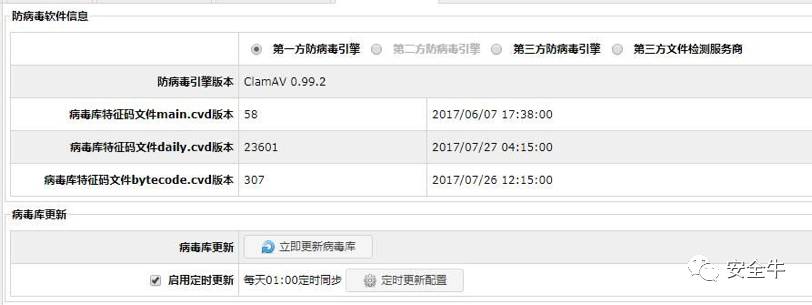 防病毒软件信息
第一方防病毒引擎 第二方防病毒引擎 第三方防病毒引擎 第三方文件检测服务商
防病毒引擎版本 ClamAV 0.99.2
病毒库特征码文件main.cvd版本 58 2017/06/07 17:38:00
病毒库特征码文件daily.cvd版本 23601 2017/07/27 04:15:00
病毒库特征码文件bytecode.cvd版本 307 2017/07/26 12:15:00
病毒库更新
病毒库更新 立即更新病毒库
启用定时更新 每天01:00定时同步 定时更新配置
安全牛